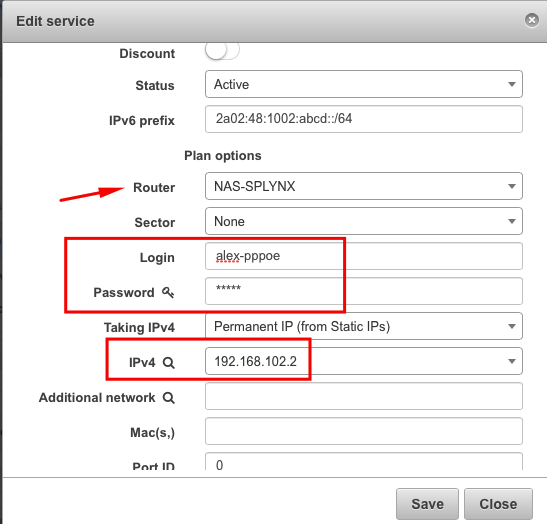 Edit service
Discount
Status Active
IPv6 prefix 2a02:48:1002:abcd::/64
Plan options
Router NAS-SPLYNX
Sector None
Login alex-pppoe
Password *****
Taking IPv4 Permanent IP (from Static IPs)
IPv4 192.168.102.2
Additional network
Mac(s,)
Port ID 0
Save Close